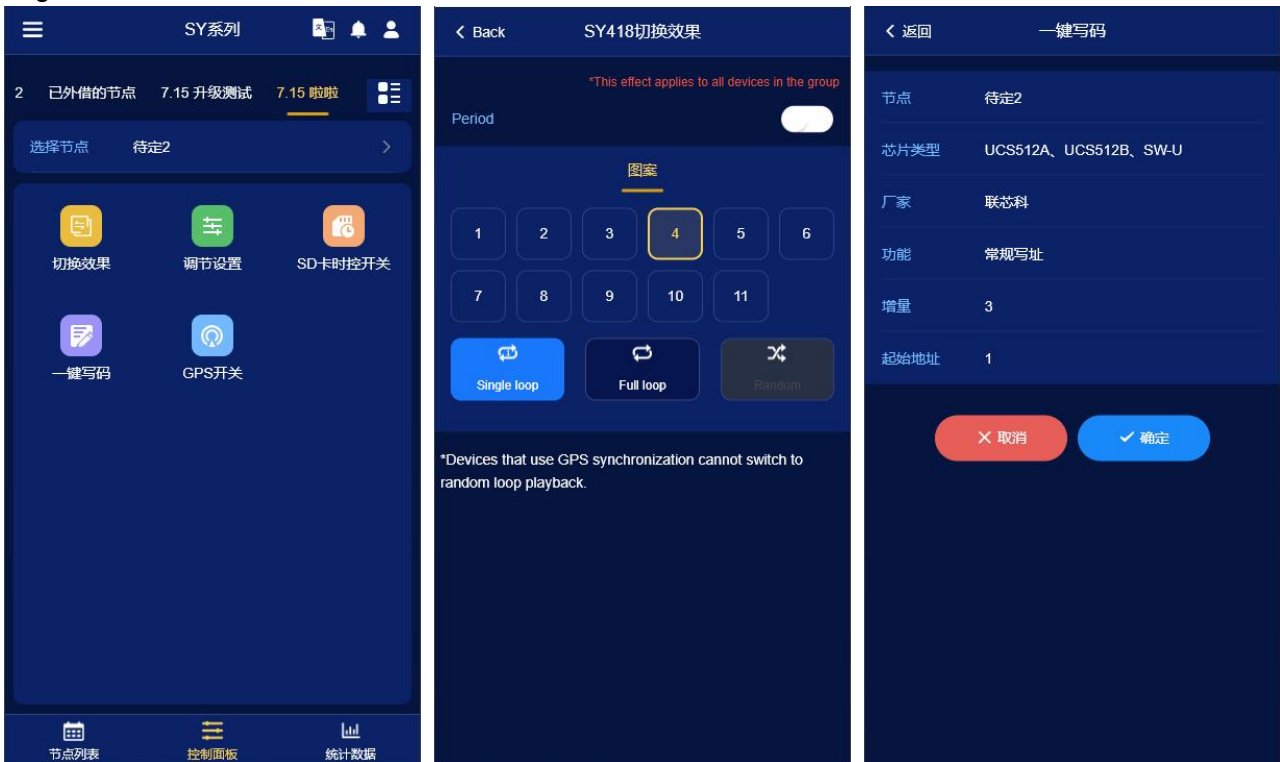 SY系列
2 已外借的节点 7.15 升级测试 7.15 啦啦
选择节点 待定2
切换效果 调节设置 SD卡时控开关
一键写码 GPS开关
节点列表 控制面板 统计数据
Back SY418切换效果
*This effect applies to all devices in the group
Period
图案
1 2 3 4 5 6
7 8 9 10 11
Single loop Full loop Random
*Devices that use GPS synchronization cannot switch to
random loop playback.
返回 一键写码
节点 待定2
芯片类型 UCS512A、UCS512B、SW-U
厂家 联芯科
功能 常规写址
增量 3
起始地址 1
取消 确定